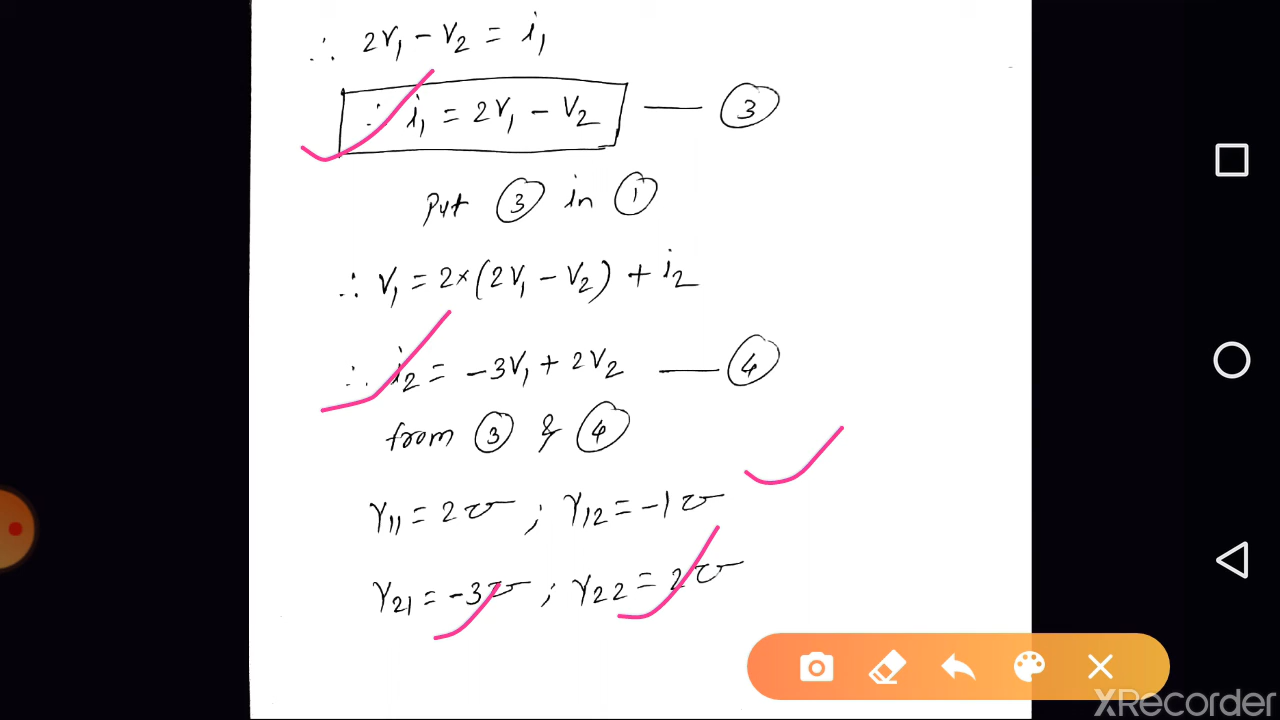 ∴ 2V₁ - V₂ = i₁
∴ i₁ = 2V₁ - V₂ — ③
Put ③ in ①
∴ V₁ = 2×(2V₁ - V₂) + i₂
∴ i₂ = -3V₁ + 2V₂ — ④
from ③ & ④
Y₁₁ = 2℧ ; Y₁₂ = -1℧
Y₂₁ = -3℧ ; Y₂₂ = 2℧
XRecorder